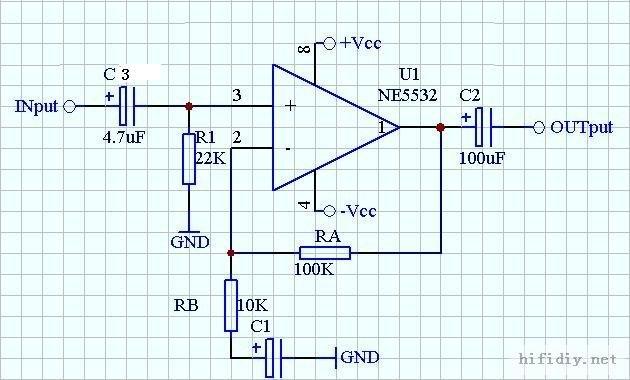 8
+Vcc
U1
NE5532
C 3
+
INput
4.7uF
3
+
R1
22K
2
-
1
C2
+
100uF
OUTput
4
-Vcc
GND
RA
100K
RB
10K
C1
+
GND
hifidiy.net